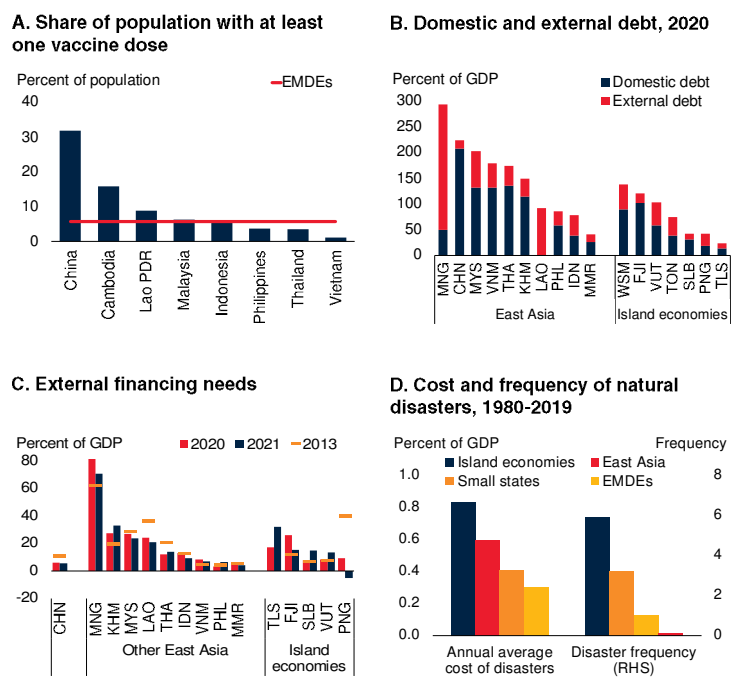 A. Share of population with at least
one vaccine dose
Percent of population
EMDEs
40
30
20
10
0
China
Cambodia
Lao PDR
Malaysia
Indonesia
Philippines
Thailand
Vietnam
B. Domestic and external debt, 2020
Percent of GDP
Domestic debt
External debt
300
250
200
150
100
50
0
MNG
CHN
MYS
VNM
THA
KHM
LAO
PHL
IDN
MMR
WSM
FJI
VUT
TON
SLB
PNG
TLS
East Asia
Island economies
C. External financing needs
Percent of GDP
2020
2021
2013
80
60
40
20
0
-20
CHN
MNG
KHM
MYS
LAO
THA
IDN
VNM
PHL
MMR
TLS
FJI
SLB
VUT
PNG
Other East Asia
Island
economies
D. Cost and frequency of natural
disasters, 1980-2019
Percent of GDP
Frequency
Island economies
East Asia
Small states
EMDEs
1.0
0.8
0.6
0.4
0.2
0.0
8
6
4
2
0
Annual average
cost of disasters
Disaster frequency
(RHS)